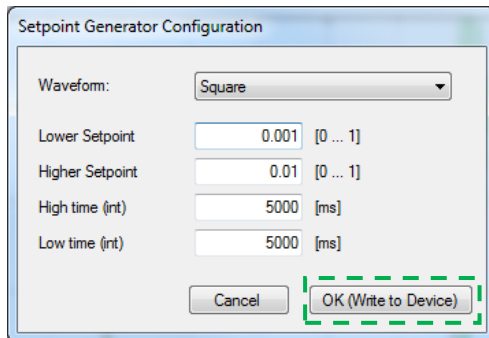 Setpoint Generator Configuration
Waveform: Square
Lower Setpoint 0.001 [0 ... 1]
Higher Setpoint 0.01 [0 ... 1]
High time (int) 5000 [ms]
Low time (int) 5000 [ms]
Cancel OK (Write to Device)